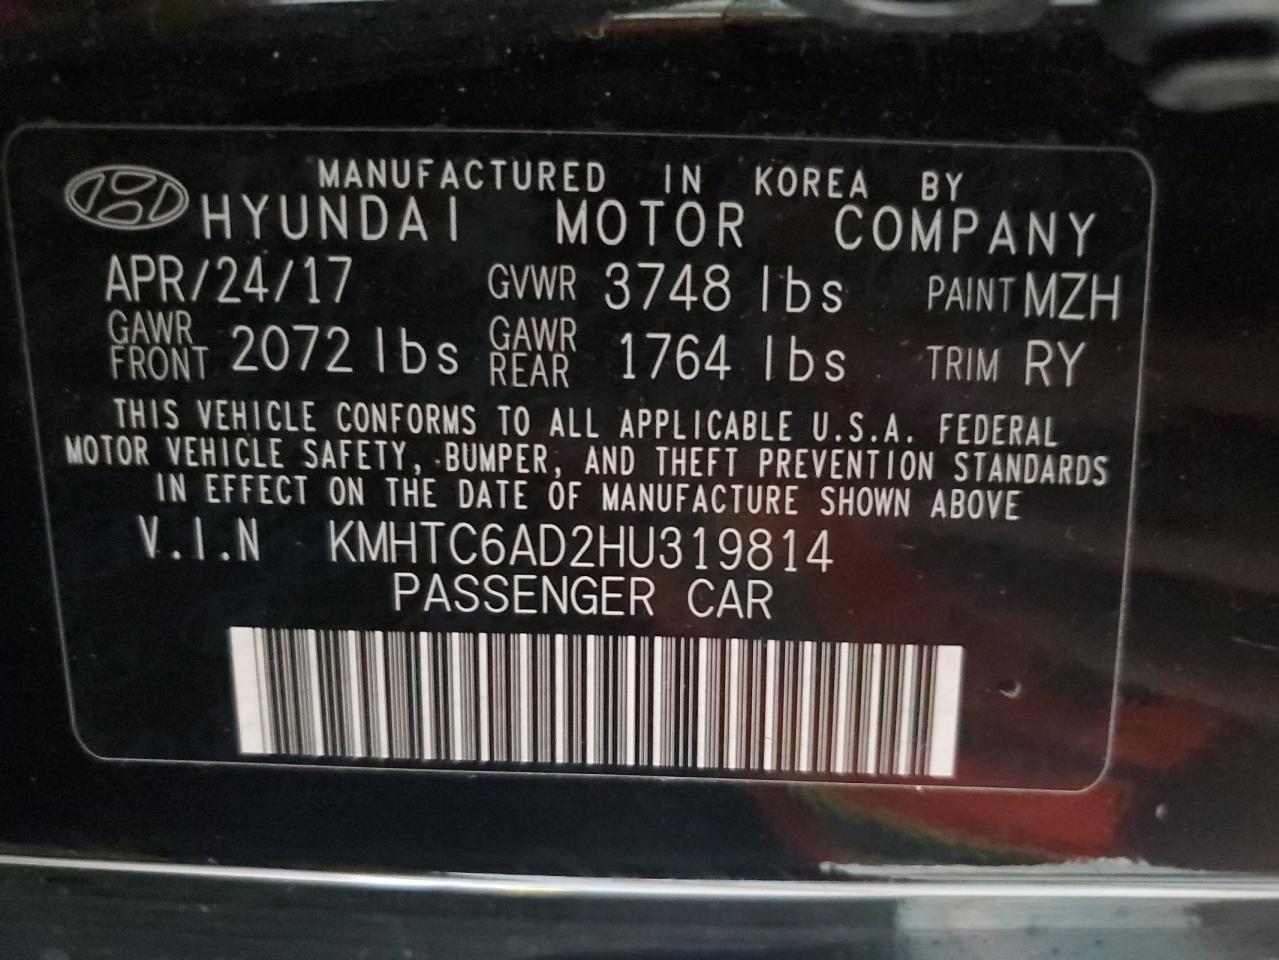 MANUFACTURED IN KOREA BY
HYUNDAI MOTOR COMPANY
APR/24/17 GVWR 3748 lbs PAINT MZH
GAWR FRONT 2072 lbs GAWR REAR 1764 lbs TRIM RY
THIS VEHICLE CONFORMS TO ALL APPLICABLE U.S.A. FEDERAL
MOTOR VEHICLE SAFETY, BUMPER, AND THEFT PREVENTION STANDARDS
IN EFFECT ON THE DATE OF MANUFACTURE SHOWN ABOVE
V.I.N KMHTC6AD2HU319814
PASSENGER CAR